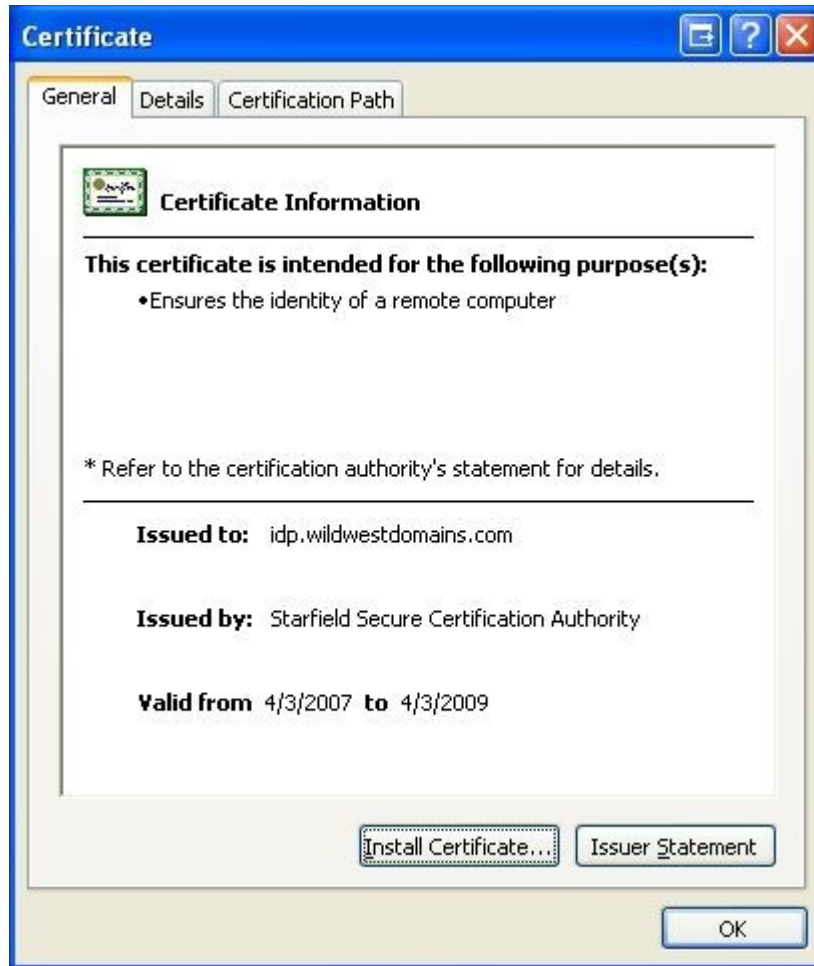 Certificate
General Details Certification Path
Certificate Information
This certificate is intended for the following purpose(s):
•Ensures the identity of a remote computer
* Refer to the certification authority's statement for details.
Issued to: idp.wildwestdomains.com
Issued by: Starfield Secure Certification Authority
Valid from 4/3/2007 to 4/3/2009
Install Certificate... Issuer Statement
OK